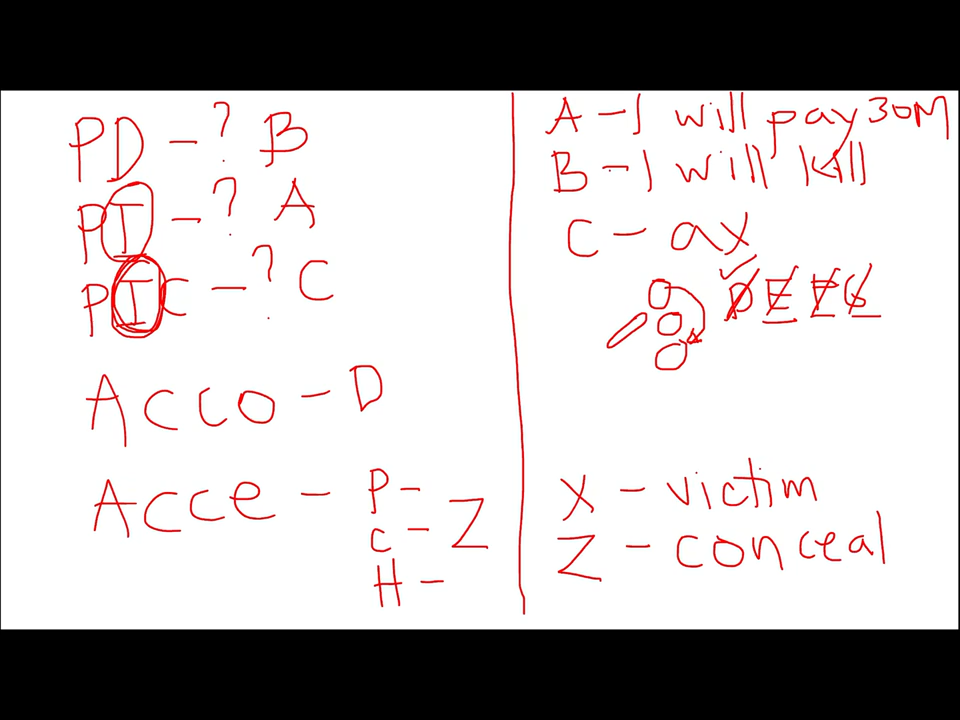 PD - ? B
PI - ? A
PIC - ? C
Acco - D
Acce - P -
C - Z
H -
A - I will pay 30M
B - I will kill
C - ax
D E F G
X - victim
Z - conceal